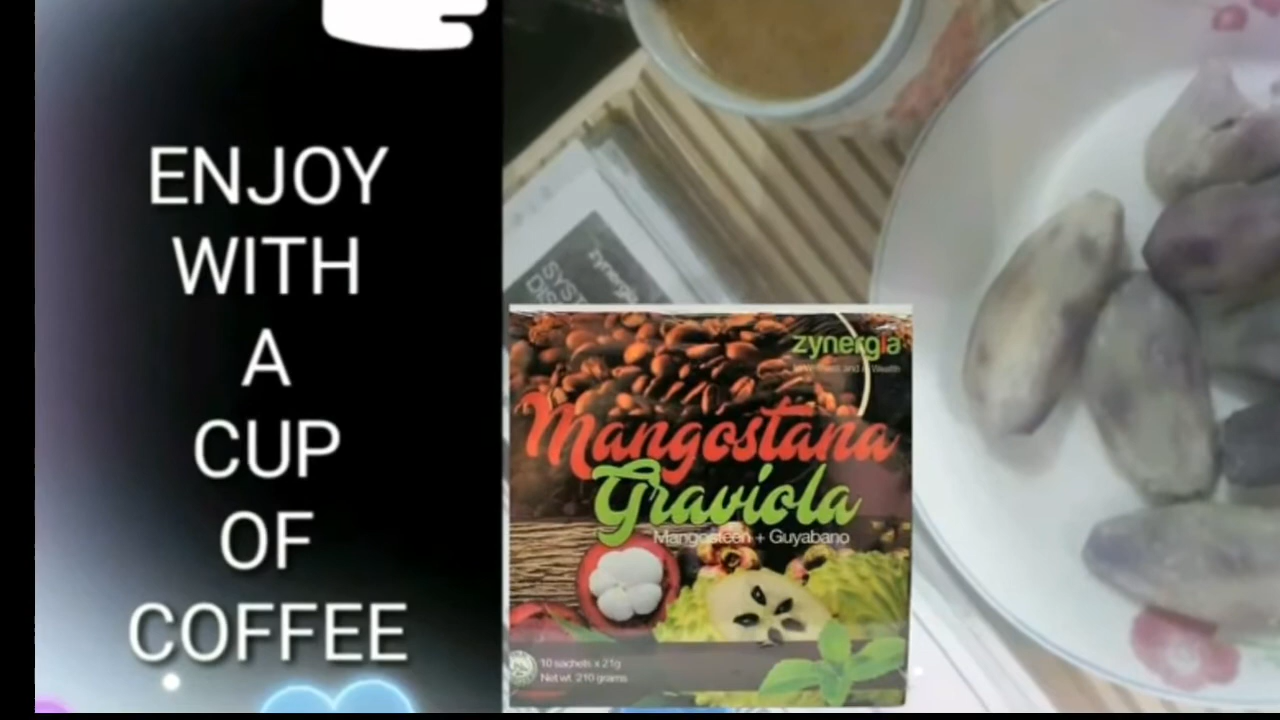 ENJOY
WITH
A
CUP
OF
COFFEE
zynergia
Mangostana
Graviola
Mangosteen + Guyabano
10 sachets x 21g
Net wt. 210 grams